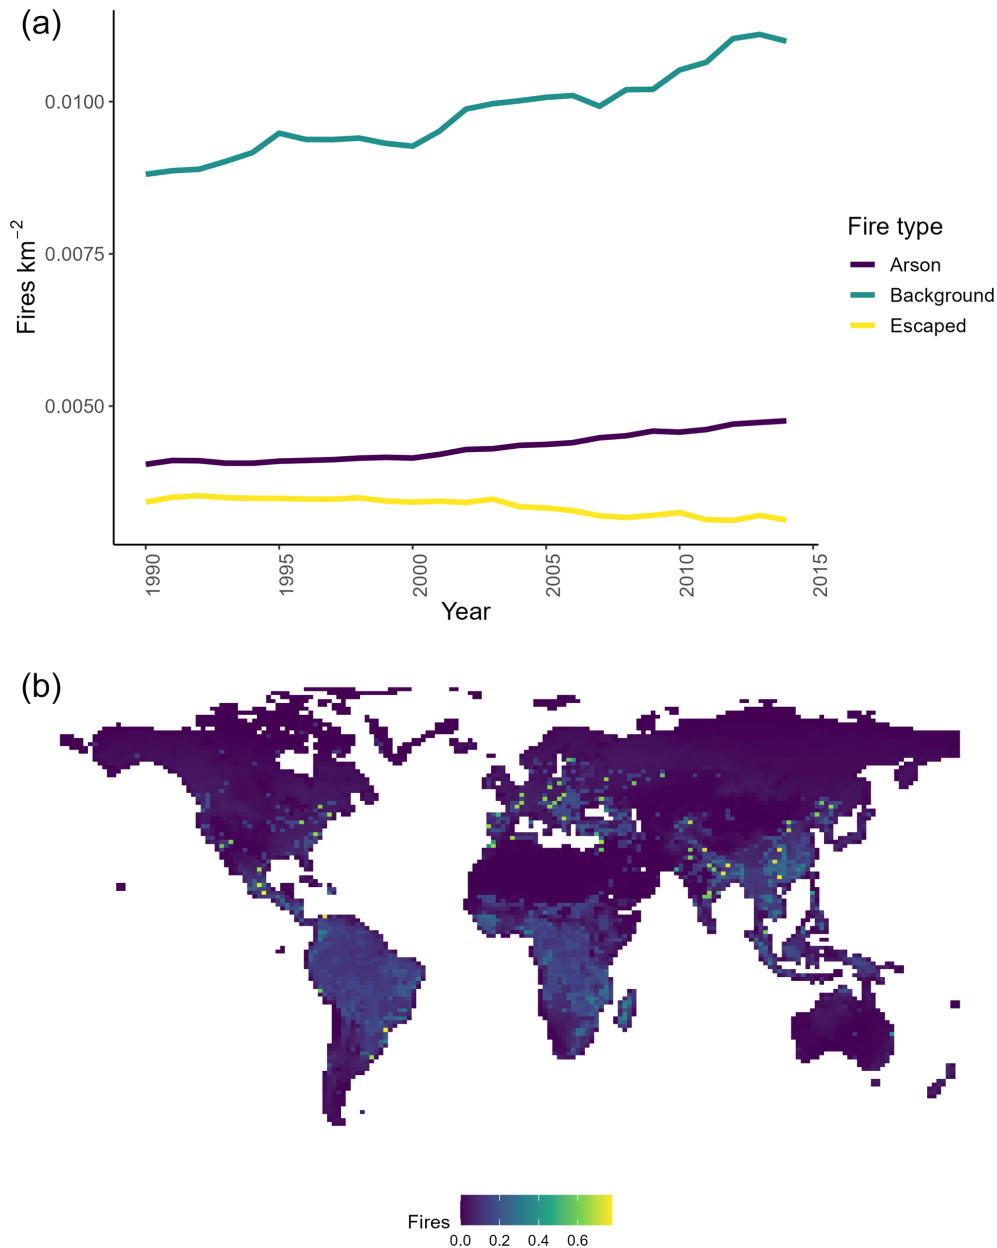 (a)
0.0100
0.0075
0.0050
Fires km⁻²
1990 1995 2000 2005 2010 2015
Year
Fire type
Arson
Background
Escaped
(b)
Fires
0.0 0.2 0.4 0.6